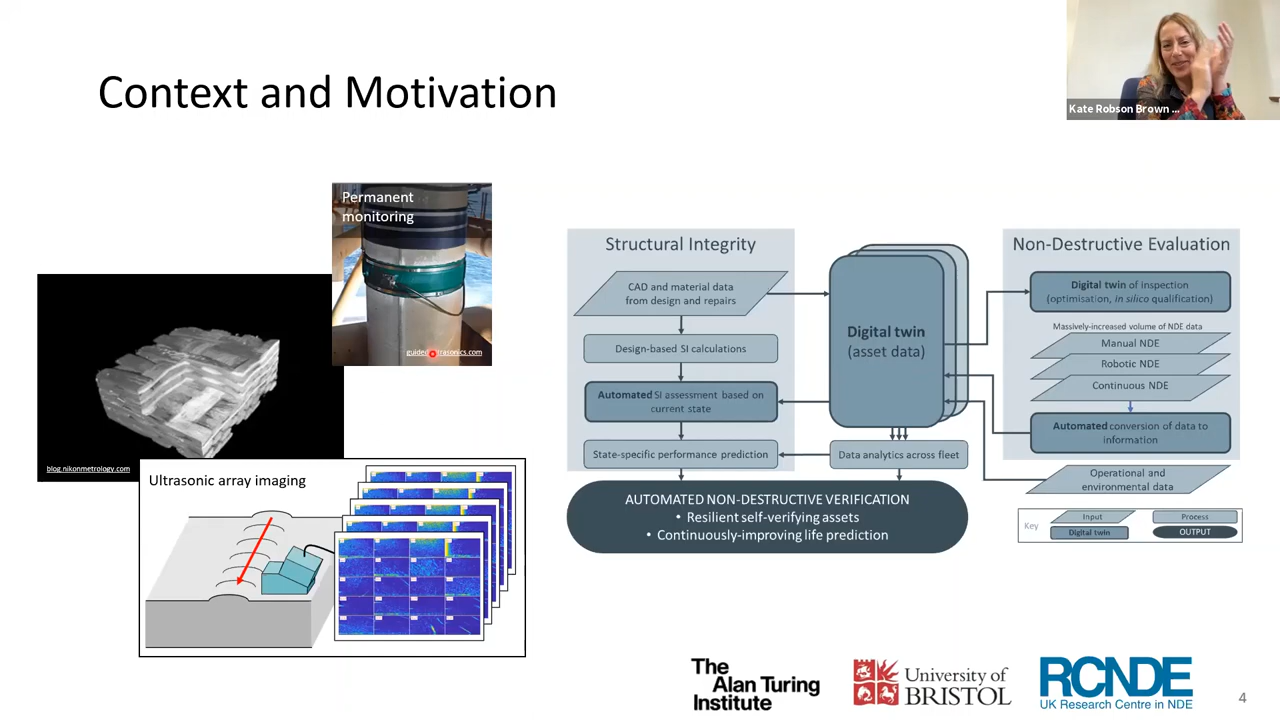 Context and Motivation
Kate Robson Brown ...
Permanent
monitoring
blog.nikonmetrology.com
Ultrasonic array imaging
Structural Integrity
CAD and material data
from design and repairs
Design-based SI calculations
Automated SI assessment based on
current state
State-specific performance prediction
Digital twin
(asset data)
Data analytics across fleet
Non-Destructive Evaluation
Digital twin of inspection
(optimisation, in silico qualification)
Massively-increased volume of NDE data
Manual NDE
Robotic NDE
Continuous NDE
Automated conversion of data to
information
Operational and
environmental data
AUTOMATED NON-DESTRUCTIVE VERIFICATION
• Resilient self-verifying assets
• Continuously-improving life prediction
Key
Input
Process
Digital twin
OUTPUT
The
Alan Turing
Institute
University of
BRISTOL
RCNDE
UK Research Centre in NDE
4